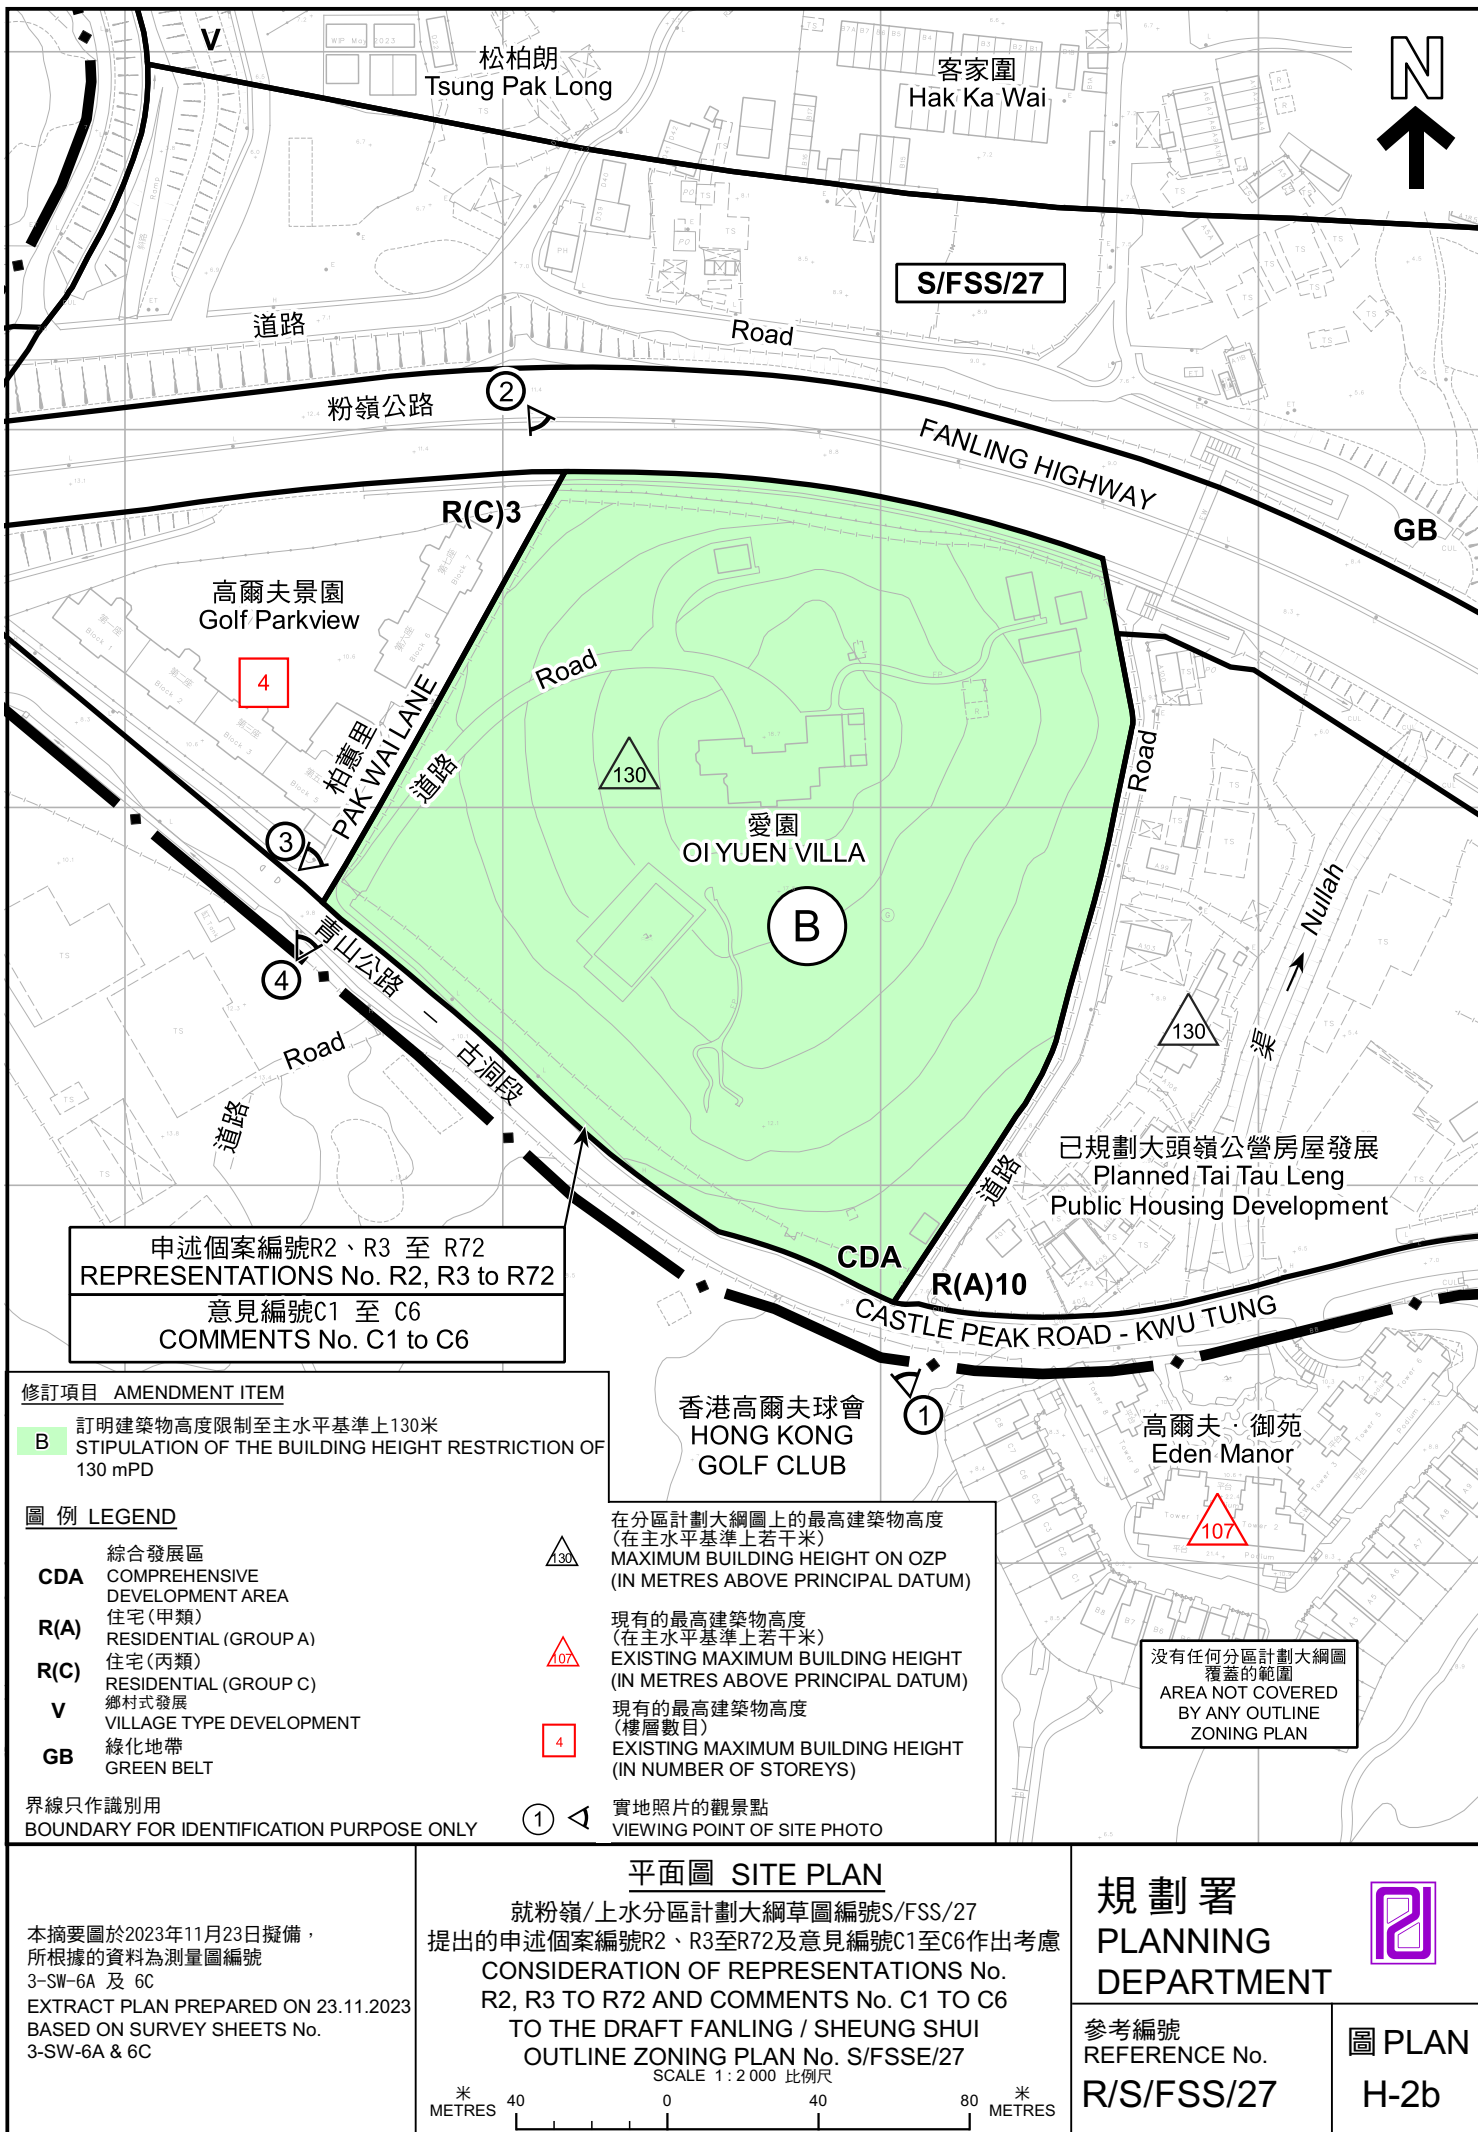 V
松柏朗
Tsung Pak Long
客家圍
Hak Ka Wai
N
S/FSS/27
道路
Road
2
粉嶺公路
FANLING HIGHWAY
R(C)3
GB
高爾夫景園
Golf Parkview
4
Road
道路
柏蕙里
PAK WAI LANE
130
Road
愛園
OI YUEN VILLA
B
3
4
青山公路 － 古洞段
Nullah
渠
130
Road
道路
道路
已規劃大頭嶺公營房屋發展
Planned Tai Tau Leng
Public Housing Development
CDA
R(A)10
CASTLE PEAK ROAD - KWU TUNG
申述個案編號R2、R3 至 R72
REPRESENTATIONS No. R2, R3 to R72
意見編號C1 至 C6
COMMENTS No. C1 to C6
1
香港高爾夫球會
HONG KONG
GOLF CLUB
高爾夫．御苑
Eden Manor
107
修訂項目 AMENDMENT ITEM
B
訂明建築物高度限制至主水平基準上130米
STIPULATION OF THE BUILDING HEIGHT RESTRICTION OF
130 mPD
圖 例 LEGEND
CDA
綜合發展區
COMPREHENSIVE
DEVELOPMENT AREA
R(A)
住宅(甲類)
RESIDENTIAL (GROUP A)
R(C)
住宅(丙類)
RESIDENTIAL (GROUP C)
V
鄉村式發展
VILLAGE TYPE DEVELOPMENT
GB
綠化地帶
GREEN BELT
界線只作識別用
BOUNDARY FOR IDENTIFICATION PURPOSE ONLY
130
在分區計劃大綱圖上的最高建築物高度
(在主水平基準上若干米)
MAXIMUM BUILDING HEIGHT ON OZP
(IN METRES ABOVE PRINCIPAL DATUM)
107
現有的最高建築物高度
(在主水平基準上若干米)
EXISTING MAXIMUM BUILDING HEIGHT
(IN METRES ABOVE PRINCIPAL DATUM)
4
現有的最高建築物高度
(樓層數目)
EXISTING MAXIMUM BUILDING HEIGHT
(IN NUMBER OF STOREYS)
1
實地照片的觀景點
VIEWING POINT OF SITE PHOTO
没有任何分區計劃大綱圖
覆蓋的範圍
AREA NOT COVERED
BY ANY OUTLINE
ZONING PLAN
本摘要圖於2023年11月23日擬備，
所根據的資料為測量圖編號
3-SW-6A 及 6C
EXTRACT PLAN PREPARED ON 23.11.2023
BASED ON SURVEY SHEETS No.
3-SW-6A & 6C
平面圖 SITE PLAN
就粉嶺/上水分區計劃大綱草圖編號S/FSS/27
提出的申述個案編號R2、R3至R72及意見編號C1至C6作出考慮
CONSIDERATION OF REPRESENTATIONS No.
R2, R3 TO R72 AND COMMENTS No. C1 TO C6
TO THE DRAFT FANLING / SHEUNG SHUI
OUTLINE ZONING PLAN No. S/FSSE/27
SCALE 1 : 2 000 比例尺
米
METRES
40 0 40 80
米
METRES
規劃署
PLANNING
DEPARTMENT
參考編號
REFERENCE No.
R/S/FSS/27
圖 PLAN
H-2b